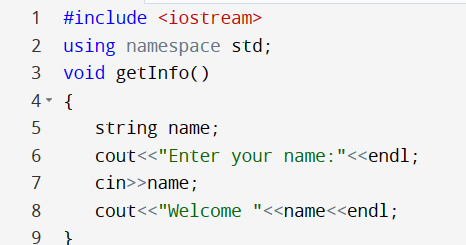 1 #include <iostream>
2 using namespace std;
3 void getInfo()
4 {
5 string name;
6 cout<<"Enter your name:"<<endl;
7 cin>>name;
8 cout<<"Welcome "<<name<<endl;
9 }